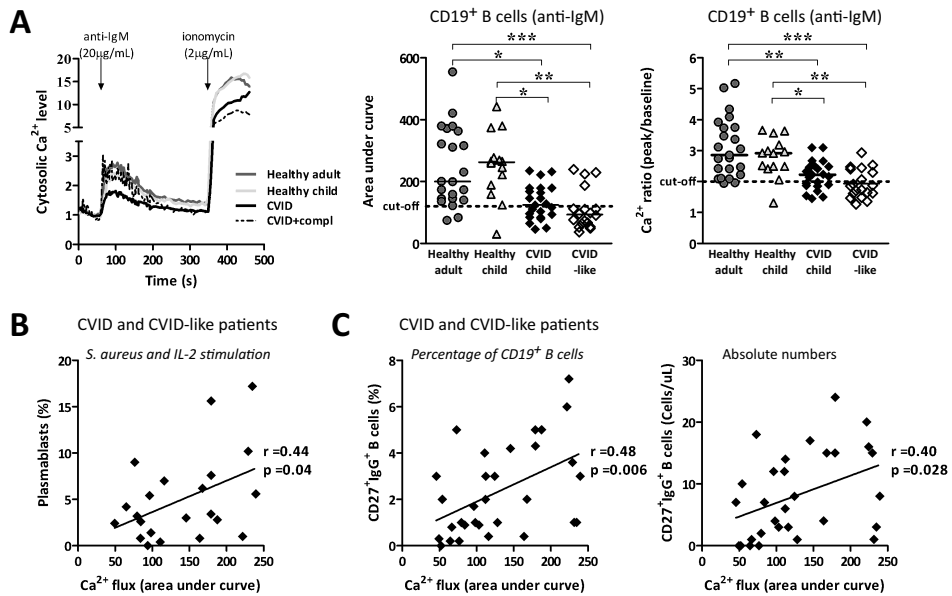 A
anti-IgM
(20µg/mL)
ionomycin
(2µg/mL)
Cytosolic Ca²⁺ level
20
15
10
5
3
2
1
0
0
100
200
300
400
500
Time (s)
Healthy adult
Healthy child
CVID
CVID+compl
CD19⁺ B cells (anti-IgM)
***
*
**
*
Area under curve
600
400
200
cut-off
0
Healthy adult
Healthy child
CVID child
CVID -like
CD19⁺ B cells (anti-IgM)
***
**
**
*
Ca²⁺ ratio (peak/baseline)
6
5
4
3
2
cut-off
1
0
Healthy adult
Healthy child
CVID child
CVID -like
B
CVID and CVID-like patients
S. aureus and IL-2 stimulation
Plasmablasts (%)
20
15
10
5
0
r =0.44
p =0.04
0
50
100
150
200
250
Ca²⁺ flux (area under curve)
C
CVID and CVID-like patients
Percentage of CD19⁺ B cells
CD27⁺IgG⁺ B cells (%)
8
6
4
2
0
r =0.48
p =0.006
0
50
100
150
200
250
Ca²⁺ flux (area under curve)
Absolute numbers
CD27⁺IgG⁺ B cells (Cells/uL)
30
20
10
0
r =0.40
p =0.028
0
50
100
150
200
250
Ca²⁺ flux (area under curve)